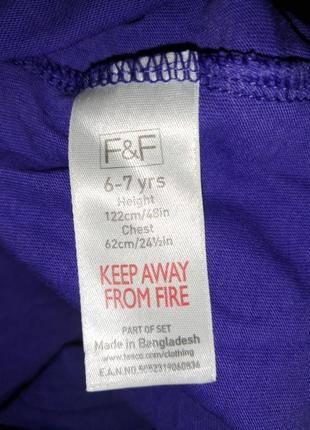 F&F
6-7 yrs
Height
122cm/48in
Chest
62cm/24½in
KEEP AWAY
FROM FIRE
PART OF SET
Made in Bangladesh
www.tesco.com/clothing
E.A.N.NO.5052319060836